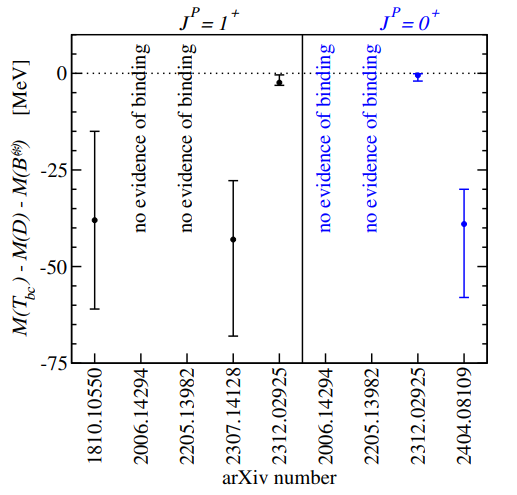 J^P = 1^+
J^P = 0^+
M(T_bc) - M(D) - M(B^(*)) [MeV]
0
-25
-50
-75
no evidence of binding
no evidence of binding
no evidence of binding
no evidence of binding
1810.10550
2006.14294
2205.13982
2307.14128
2312.02925
2006.14294
2205.13982
2312.02925
2404.08109
arXiv number